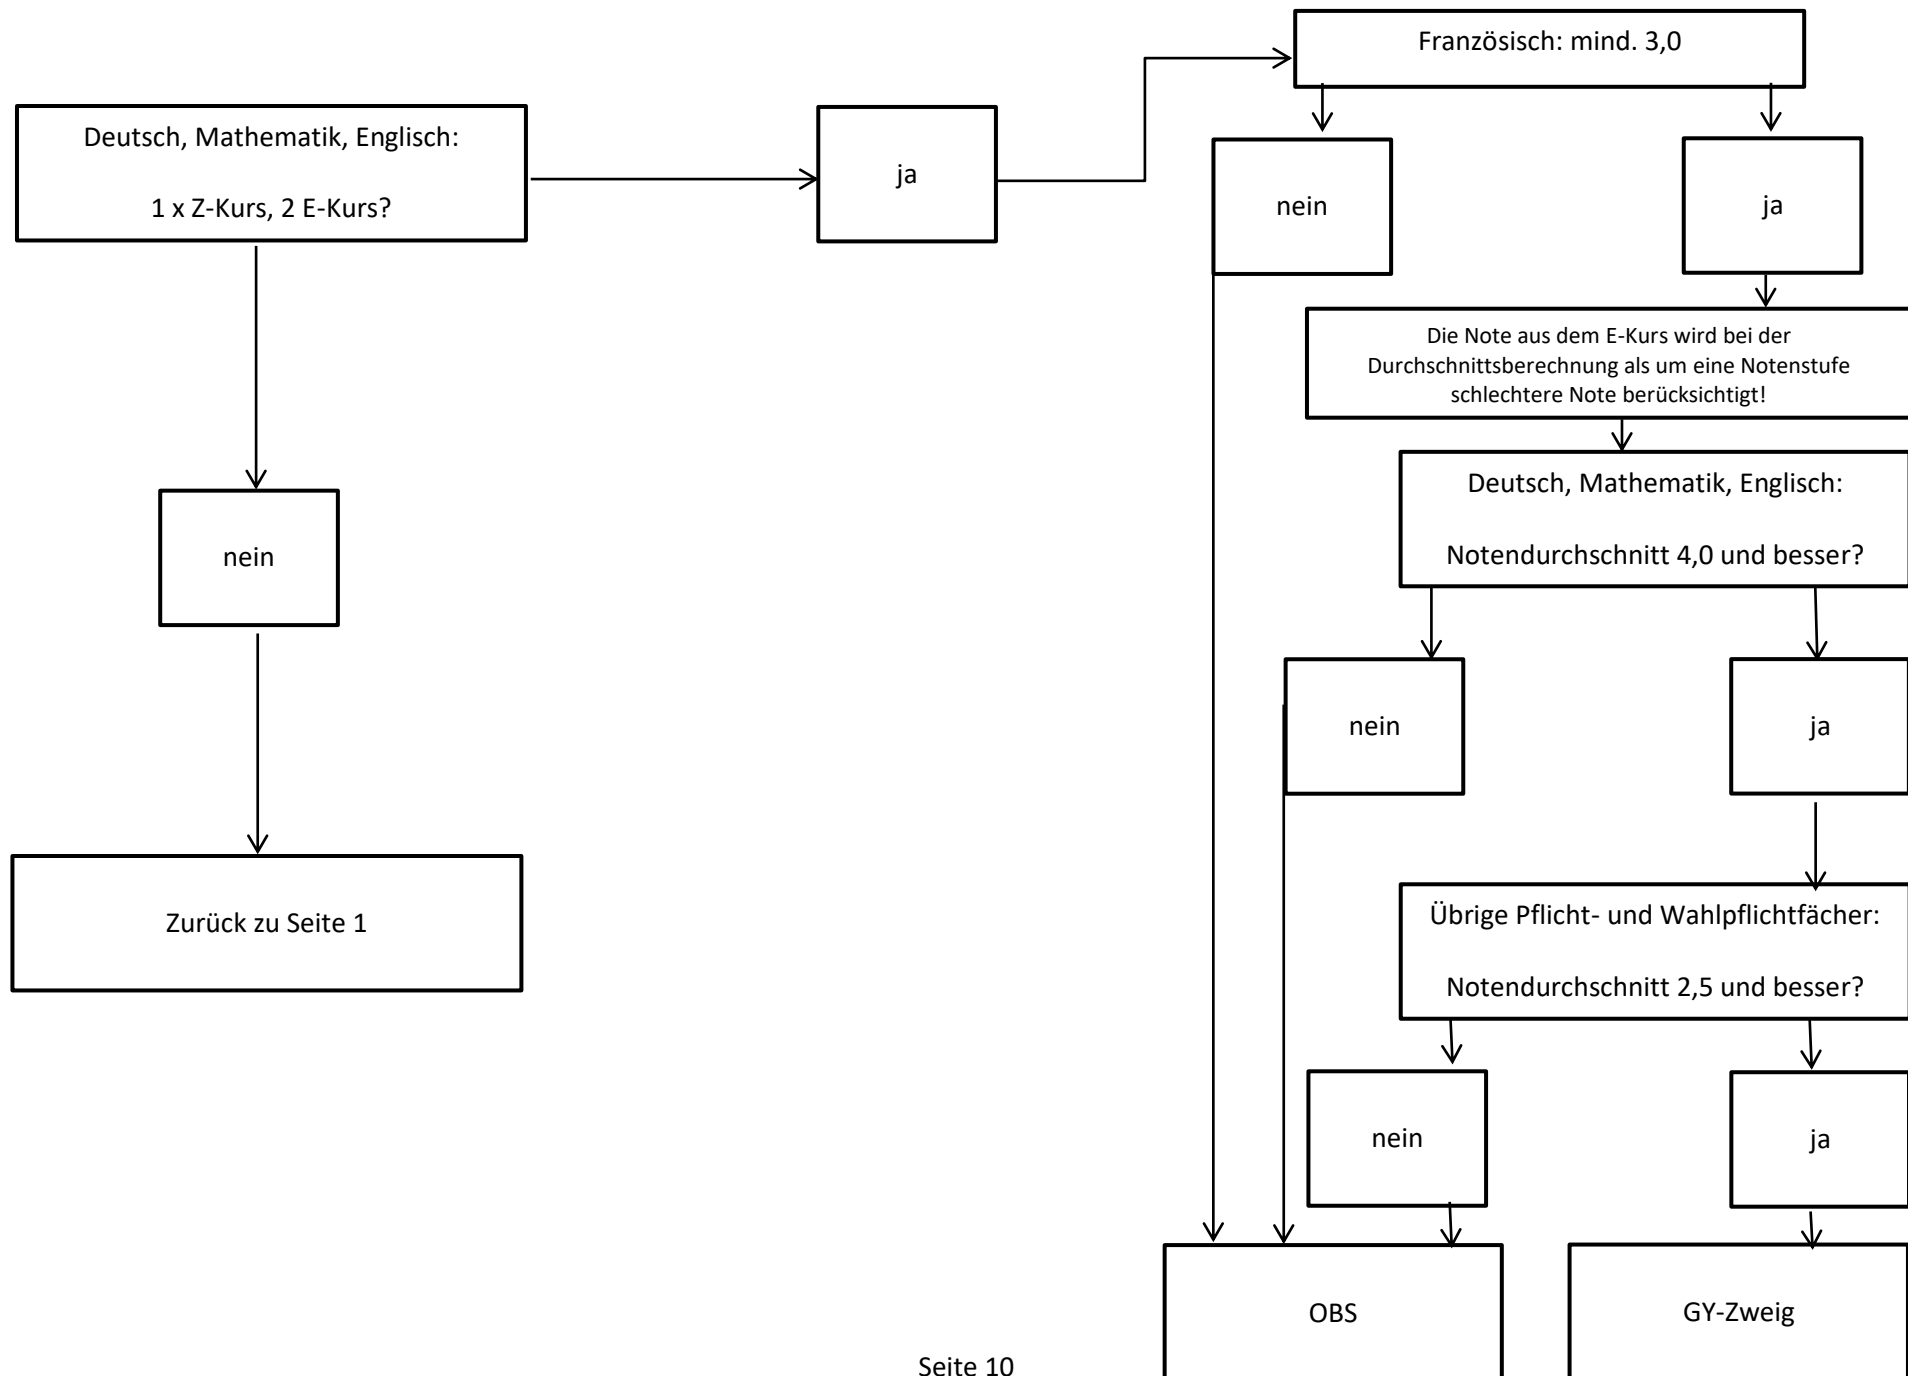 Französisch: mind. 3,0
Deutsch, Mathematik, Englisch:
1 x Z-Kurs, 2 E-Kurs?
ja
nein
ja
Die Note aus dem E-Kurs wird bei der
Durchschnittsberechnung als um eine Notenstufe
schlechtere Note berücksichtigt!
Deutsch, Mathematik, Englisch:
Notendurchschnitt 4,0 und besser?
nein
nein
ja
Zurück zu Seite 1
Übrige Pflicht- und Wahlpflichtfächer:
Notendurchschnitt 2,5 und besser?
nein
ja
OBS
GY-Zweig
Seite 10